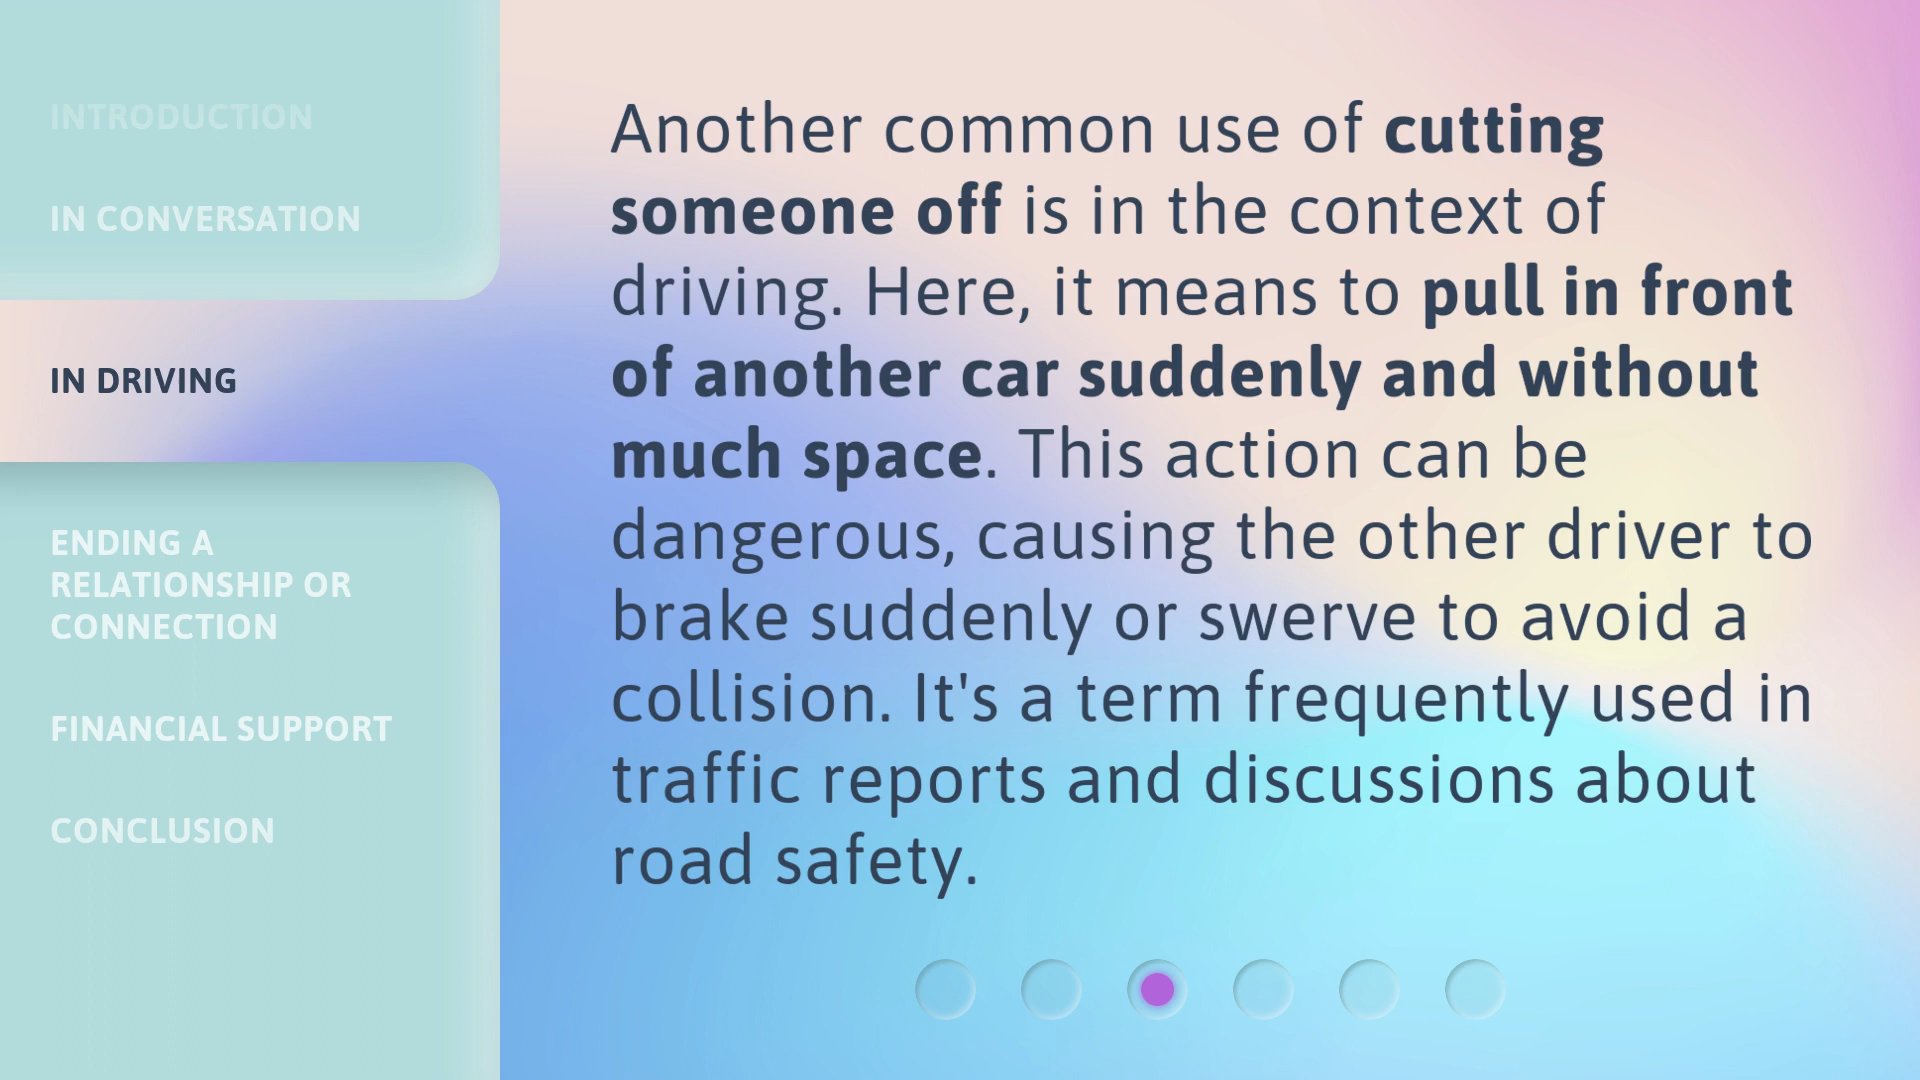 INTRODUCTION
IN CONVERSATION
IN DRIVING
ENDING A
RELATIONSHIP OR
CONNECTION
FINANCIAL SUPPORT
CONCLUSION
Another common use of cutting
someone off is in the context of
driving. Here, it means to pull in front
of another car suddenly and without
much space. This action can be
dangerous, causing the other driver to
brake suddenly or swerve to avoid a
collision. It's a term frequently used in
traffic reports and discussions about
road safety.